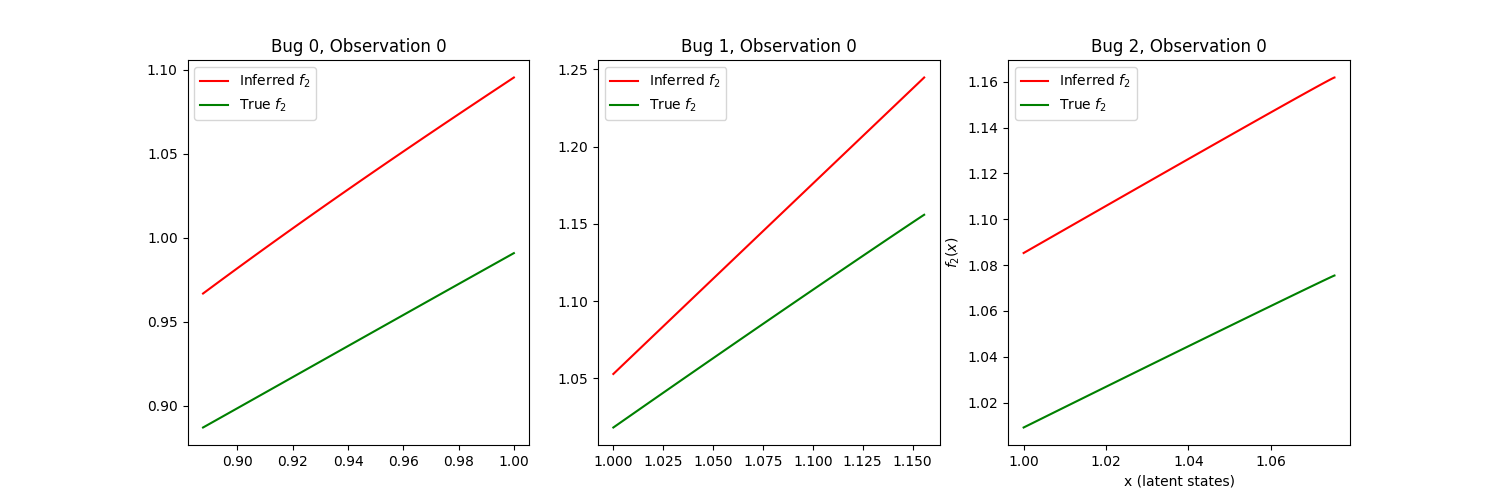 Bug 0, Observation 0
Inferred f₂
True f₂
1.10
1.05
1.00
0.95
0.90
0.90 0.92 0.94 0.96 0.98 1.00
Bug 1, Observation 0
Inferred f₂
True f₂
1.25
1.20
1.15
1.10
1.05
1.000 1.025 1.050 1.075 1.100 1.125 1.150
Bug 2, Observation 0
Inferred f₂
True f₂
f₂(x)
1.16
1.14
1.12
1.10
1.08
1.06
1.04
1.02
1.00 1.02 1.04 1.06
x (latent states)